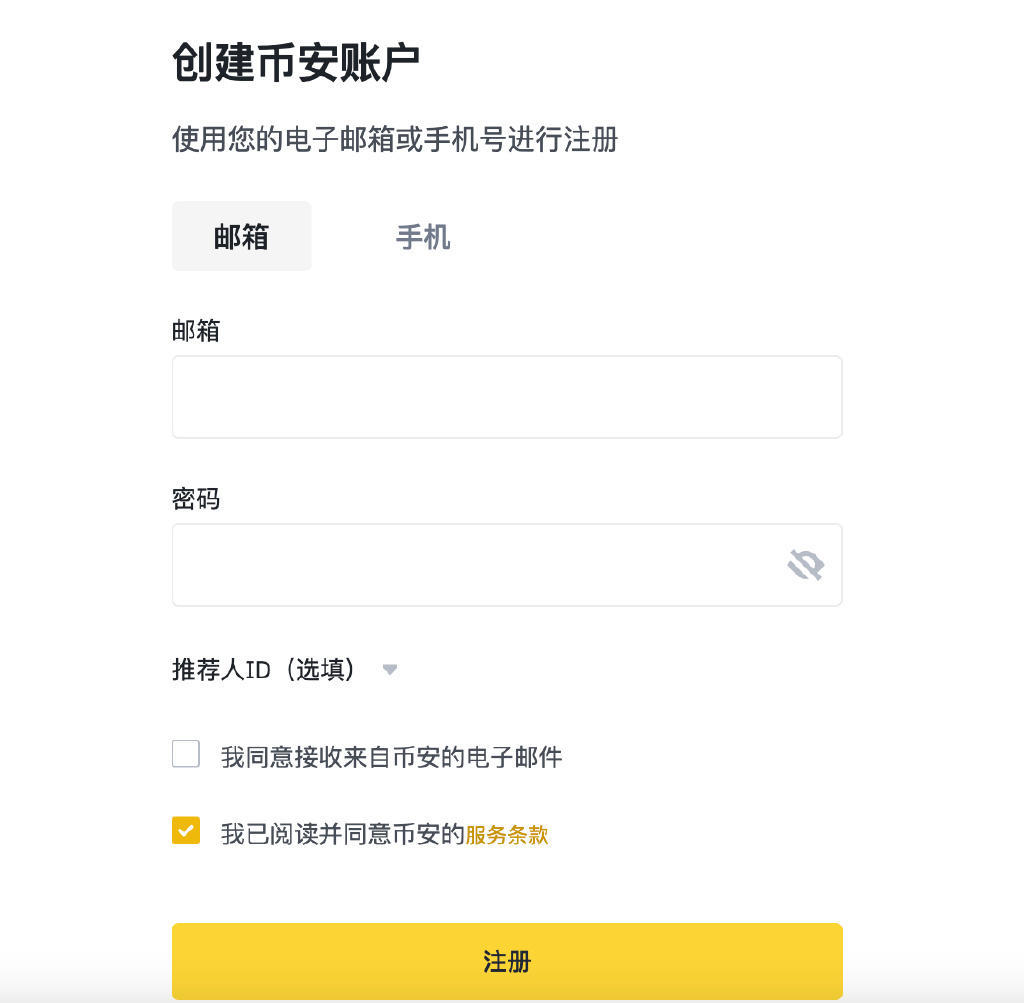 创建币安账户
使用您的电子邮箱或手机号进行注册
邮箱 手机
邮箱
密码
推荐人ID（选填）
我同意接收来自币安的电子邮件
我已阅读并同意币安的服务条款
注册